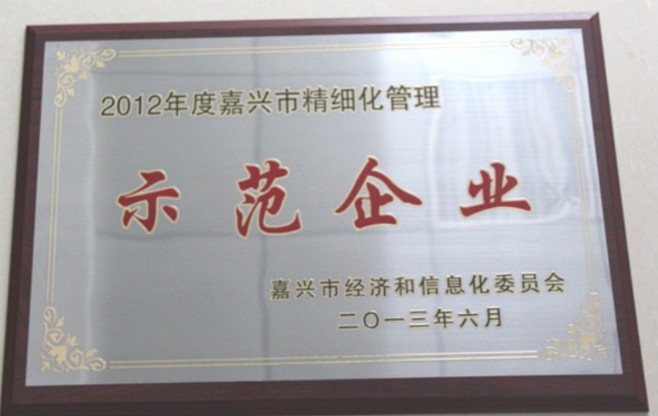 2012年度嘉兴市精细化管理
示范企业
嘉兴市经济和信息化委员会
二〇一三年六月